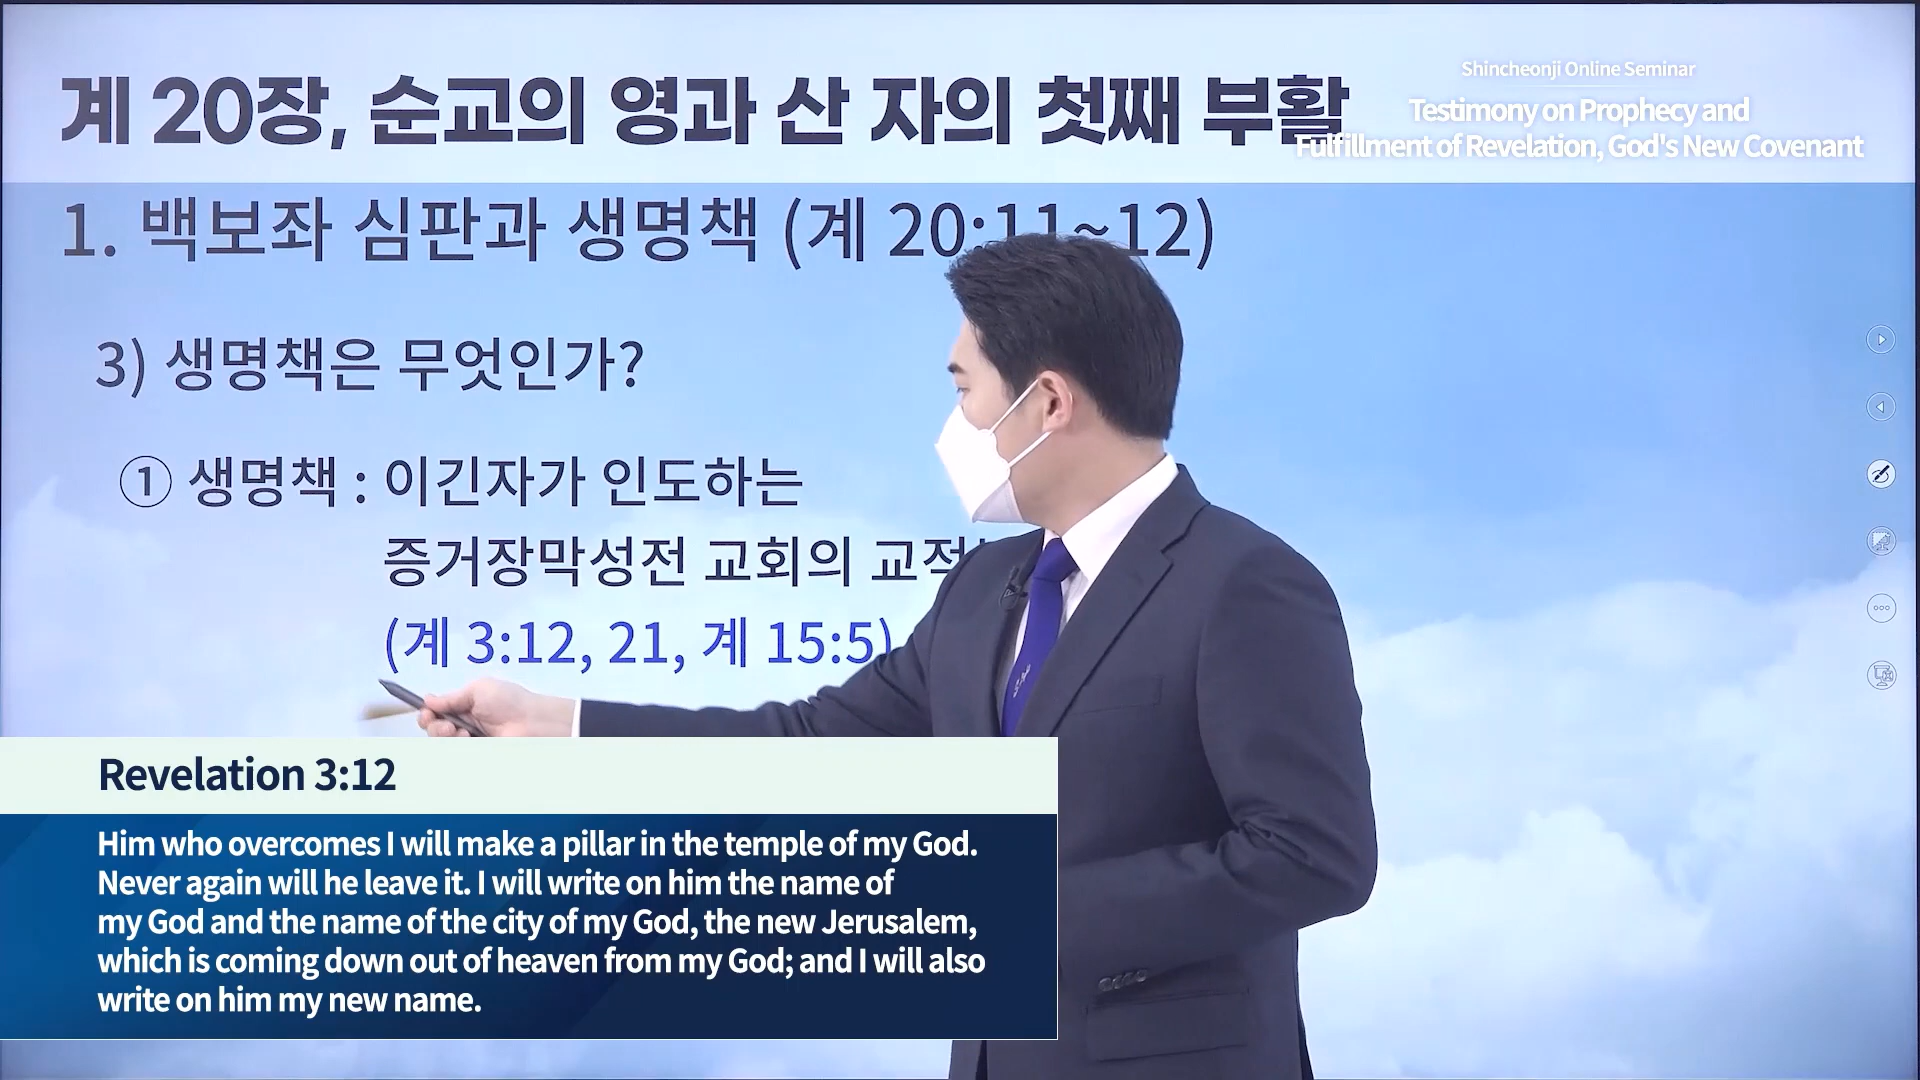 계 20장, 순교의 영과 산 자의 첫째 부활
Shincheonji Online Seminar
Testimony on Prophecy and
Fulfillment of Revelation, God's New Covenant
1. 백보좌 심판과 생명책 (계 20:11~12)
3) 생명책은 무엇인가?
① 생명책 : 이긴자가 인도하는
증거장막성전 교회의
(계 3:12, 21, 계 15:5)
Revelation 3:12
Him who overcomes I will make a pillar in the temple of my God.
Never again will he leave it. I will write on him the name of
my God and the name of the city of my God, the new Jerusalem,
which is coming down out of heaven from my God; and I will also
write on him my new name.